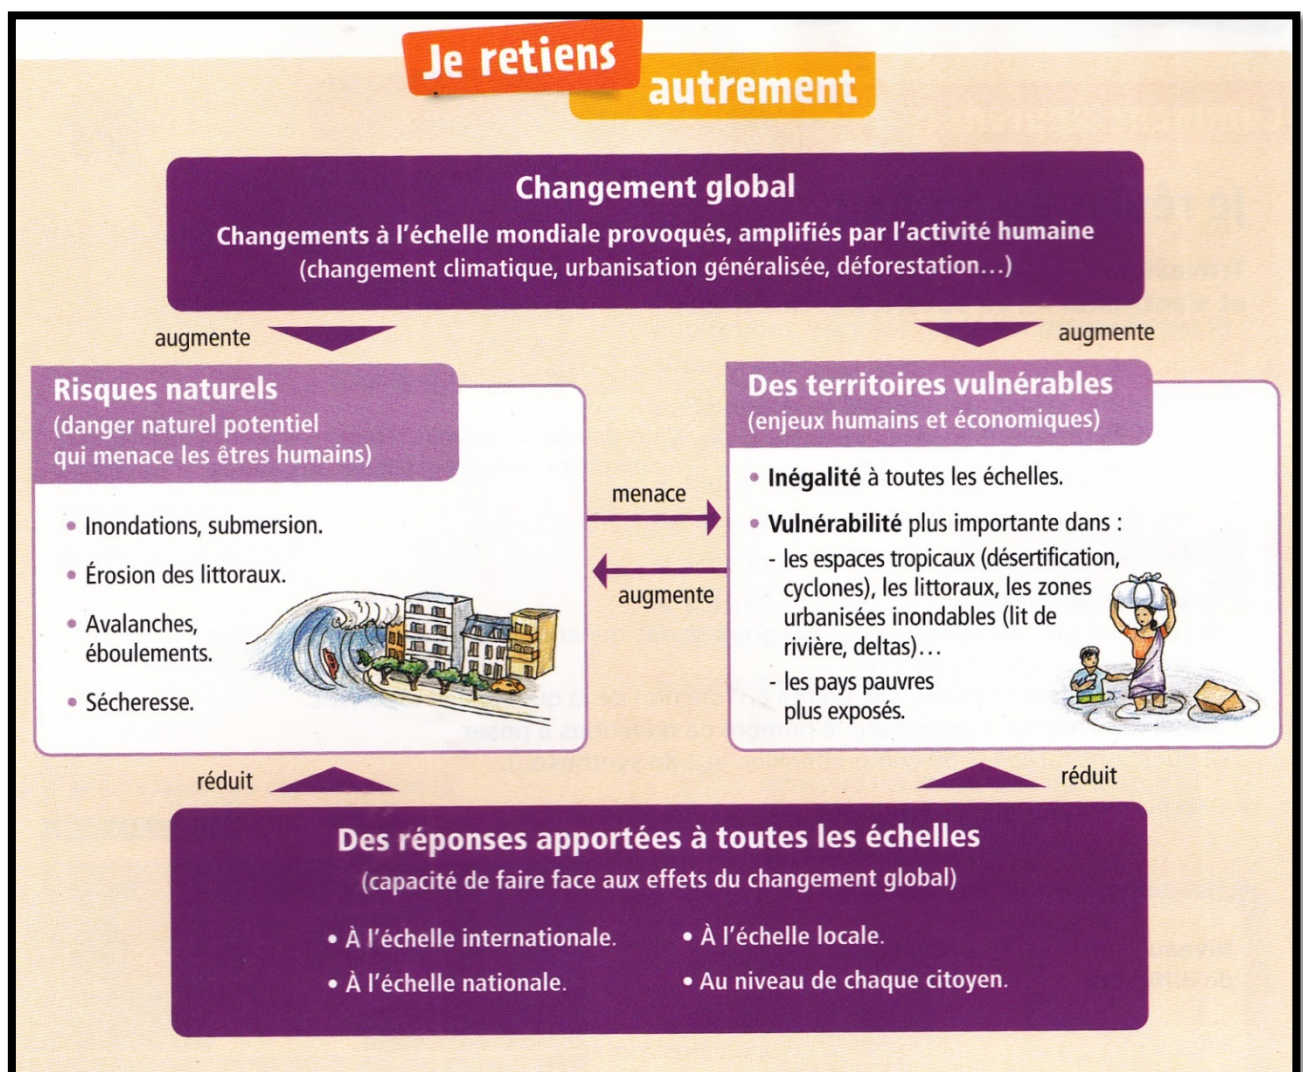 Je retiens
autrement
Changement global
Changements à l'échelle mondiale provoqués, amplifiés par l'activité humaine
(changement climatique, urbanisation généralisée, déforestation...)
augmente
augmente
Risques naturels
(danger naturel potentiel
qui menace les êtres humains)
• Inondations, submersion.
• Érosion des littoraux.
• Avalanches,
éboulements.
• Sécheresse.
menace
augmente
Des territoires vulnérables
(enjeux humains et économiques)
• Inégalité à toutes les échelles.
• Vulnérabilité plus importante dans :
- les espaces tropicaux (désertification,
cyclones), les littoraux, les zones
urbanisées inondables (lit de
rivière, deltas)...
- les pays pauvres
plus exposés.
réduit
réduit
Des réponses apportées à toutes les échelles
(capacité de faire face aux effets du changement global)
• À l'échelle internationale.
• À l'échelle nationale.
• À l'échelle locale.
• Au niveau de chaque citoyen.